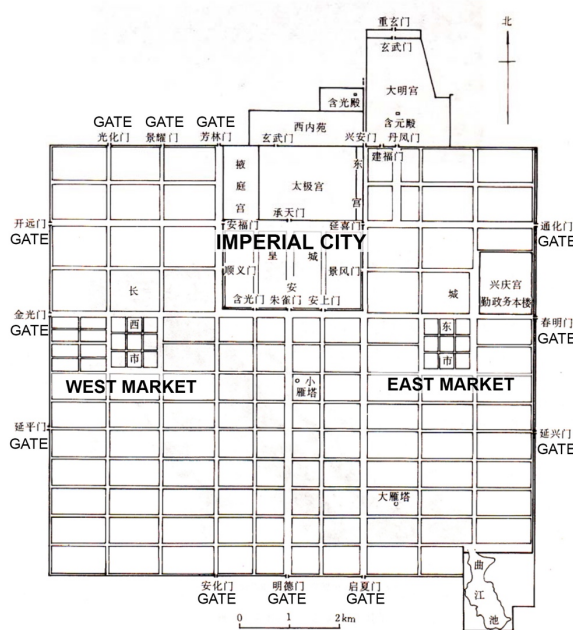 重玄门
北
玄武门
大明宫
含光殿
含元殿
西内苑
GATE GATE GATE
光化门 景耀门 芳林门 玄武门 兴安门 丹凤门
建福门
掖庭宫
太极宫
东宫
承天门
开远门
GATE
安福门
延喜门
通化门
GATE
IMPERIAL CITY
皇城
顺义门
景风门
兴庆宫
勤政务本楼
长
安
城
含光门 朱雀门 安上门
金光门
GATE
春明门
GATE
西市
东市
WEST MARKET
EAST MARKET
小雁塔
延平门
GATE
延兴门
GATE
大雁塔
曲江池
安化门 明德门 启夏门
GATE GATE GATE
0 1 2km